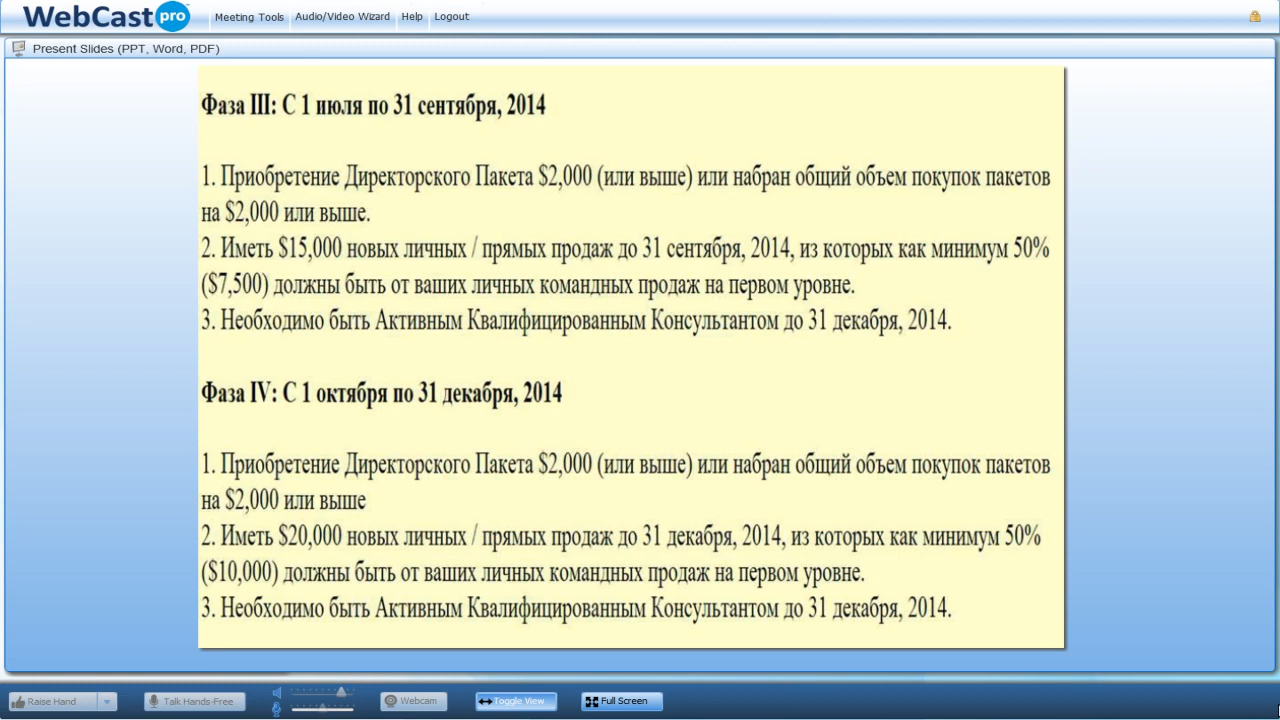 WebCast pro
Meeting Tools Audio/Video Wizard Help Logout
Present Slides (PPT, Word, PDF)
Фаза III: С 1 июля по 31 сентября, 2014
1. Приобретение Директорского Пакета $2,000 (или выше) или набран общий объем покупок пакетов
на $2,000 или выше.
2. Иметь $15,000 новых личных / прямых продаж до 31 сентября, 2014, из которых как минимум 50%
($7,500) должны быть от ваших личных командных продаж на первом уровне.
3. Необходимо быть Активным Квалифицированным Консультантом до 31 декабря, 2014.
Фаза IV: С 1 октября по 31 декабря, 2014
1. Приобретение Директорского Пакета $2,000 (или выше) или набран общий объем покупок пакетов
на $2,000 или выше
2. Иметь $20,000 новых личных / прямых продаж до 31 декабря, 2014, из которых как минимум 50%
($10,000) должны быть от ваших личных командных продаж на первом уровне.
3. Необходимо быть Активным Квалифицированным Консультантом до 31 декабря, 2014.
Raise Hand Talk Hands-Free Webcam Toggle View Full Screen